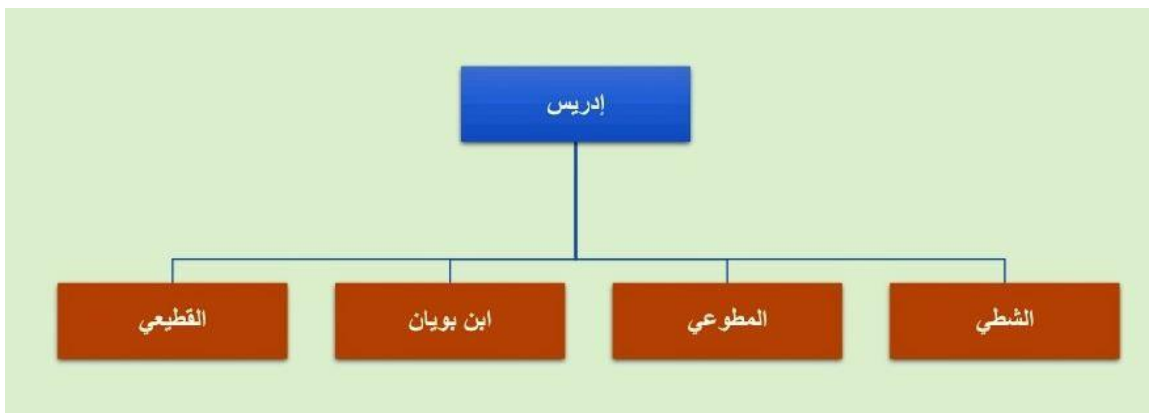 إدريس
الشطي
المطوعي
ابن بويان
القطيعي